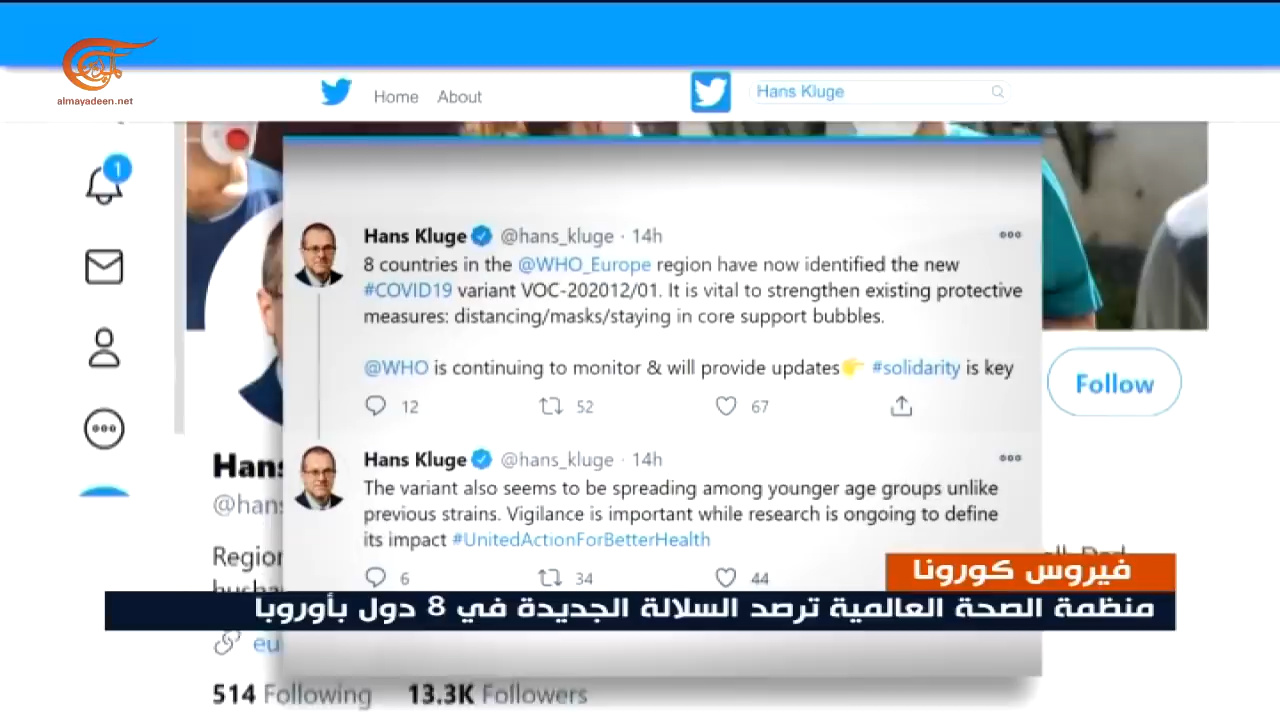 almayadeen.net
Home About
Hans Kluge
1
Hans Kluge @hans_kluge · 14h
8 countries in the @WHO_Europe region have now identified the new
#COVID19 variant VOC-202012/01. It is vital to strengthen existing protective
measures: distancing/masks/staying in core support bubbles.
@WHO is continuing to monitor & will provide updates👉 #solidarity is key
12 52 67
Follow
Hans Kluge @hans_kluge · 14h
The variant also seems to be spreading among younger age groups unlike
previous strains. Vigilance is important while research is ongoing to define
its impact #UnitedActionForBetterHealth
6 34 44
Hans
@hans
Region
فيروس كورونا
منظمة الصحة العالمية ترصد السلالة الجديدة في 8 دول بأوروبا
eu
514 Following 13.3K Followers